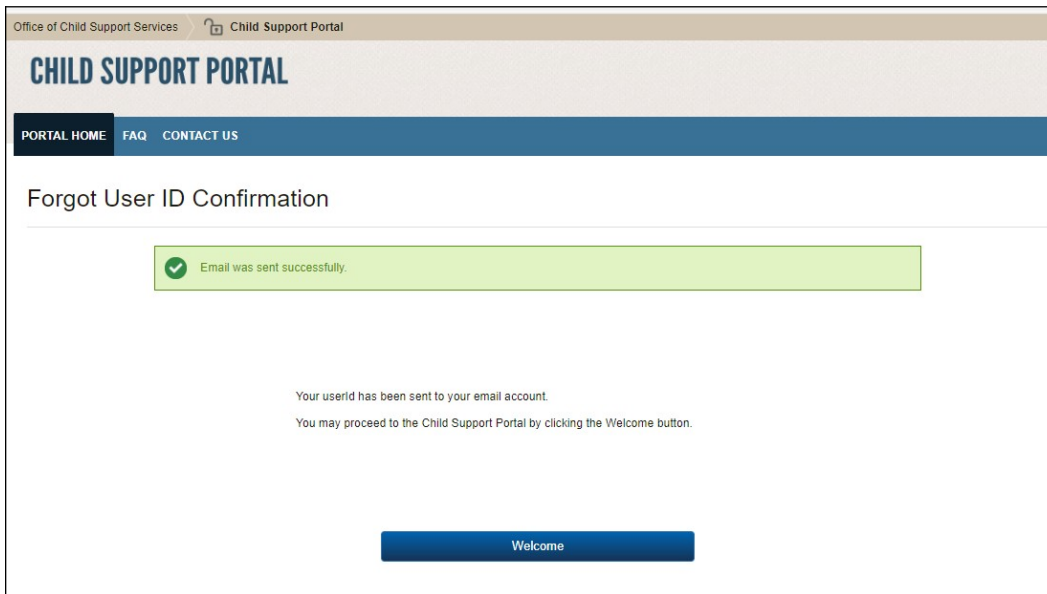 Office of Child Support Services Child Support Portal
CHILD SUPPORT PORTAL
PORTAL HOME FAQ CONTACT US
Forgot User ID Confirmation
Email was sent successfully.
Your userId has been sent to your email account.
You may proceed to the Child Support Portal by clicking the Welcome button.
Welcome